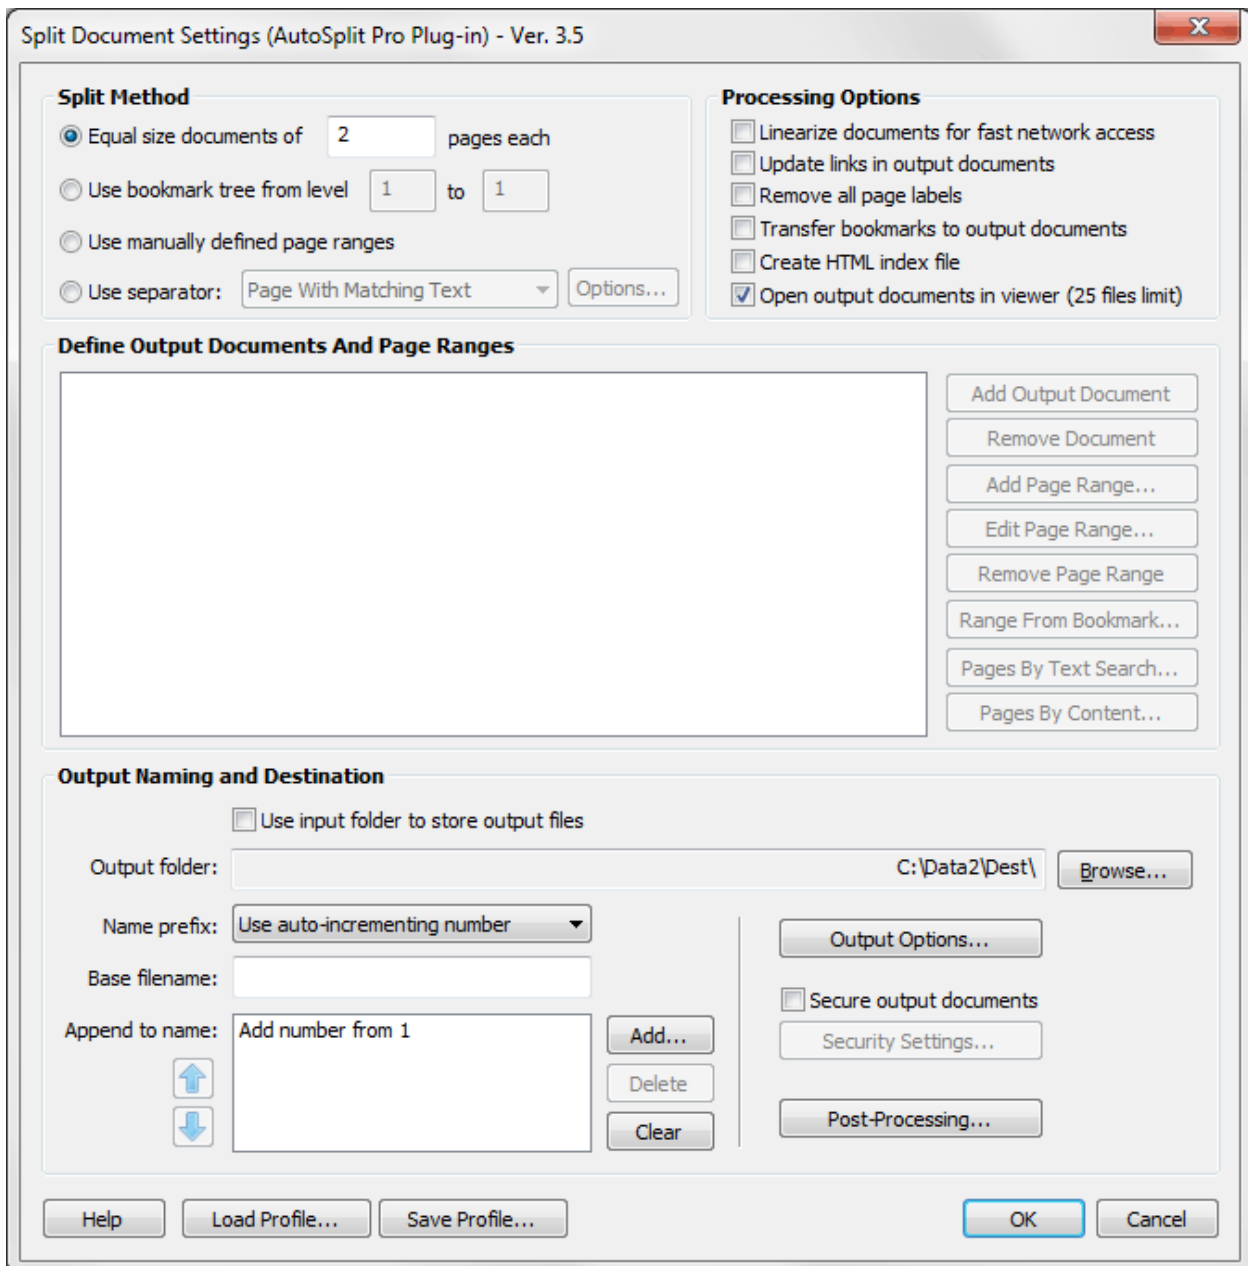 Split Document Settings (AutoSplit Pro Plug-in) - Ver. 3.5
X
Split Method
Equal size documents of 2 pages each
Use bookmark tree from level 1 to 1
Use manually defined page ranges
Use separator: Page With Matching Text Options...
Processing Options
Linearize documents for fast network access
Update links in output documents
Remove all page labels
Transfer bookmarks to output documents
Create HTML index file
Open output documents in viewer (25 files limit)
Define Output Documents And Page Ranges
Add Output Document
Remove Document
Add Page Range...
Edit Page Range...
Remove Page Range
Range From Bookmark...
Pages By Text Search...
Pages By Content...
Output Naming and Destination
Use input folder to store output files
Output folder: C:\Data2\Dest\ Browse...
Name prefix: Use auto-incrementing number
Base filename:
Append to name: Add number from 1
Add...
Delete
Clear
Output Options...
Secure output documents
Security Settings...
Post-Processing...
Help Load Profile... Save Profile... OK Cancel